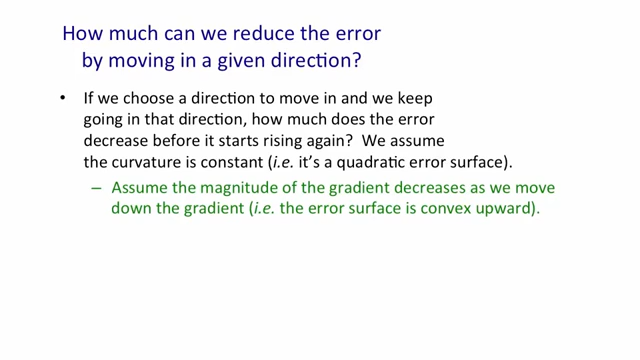 How much can we reduce the error
by moving in a given direction?
• If we choose a direction to move in and we keep
going in that direction, how much does the error
decrease before it starts rising again? We assume
the curvature is constant (i.e. it's a quadratic error surface).
– Assume the magnitude of the gradient decreases as we move
down the gradient (i.e. the error surface is convex upward).